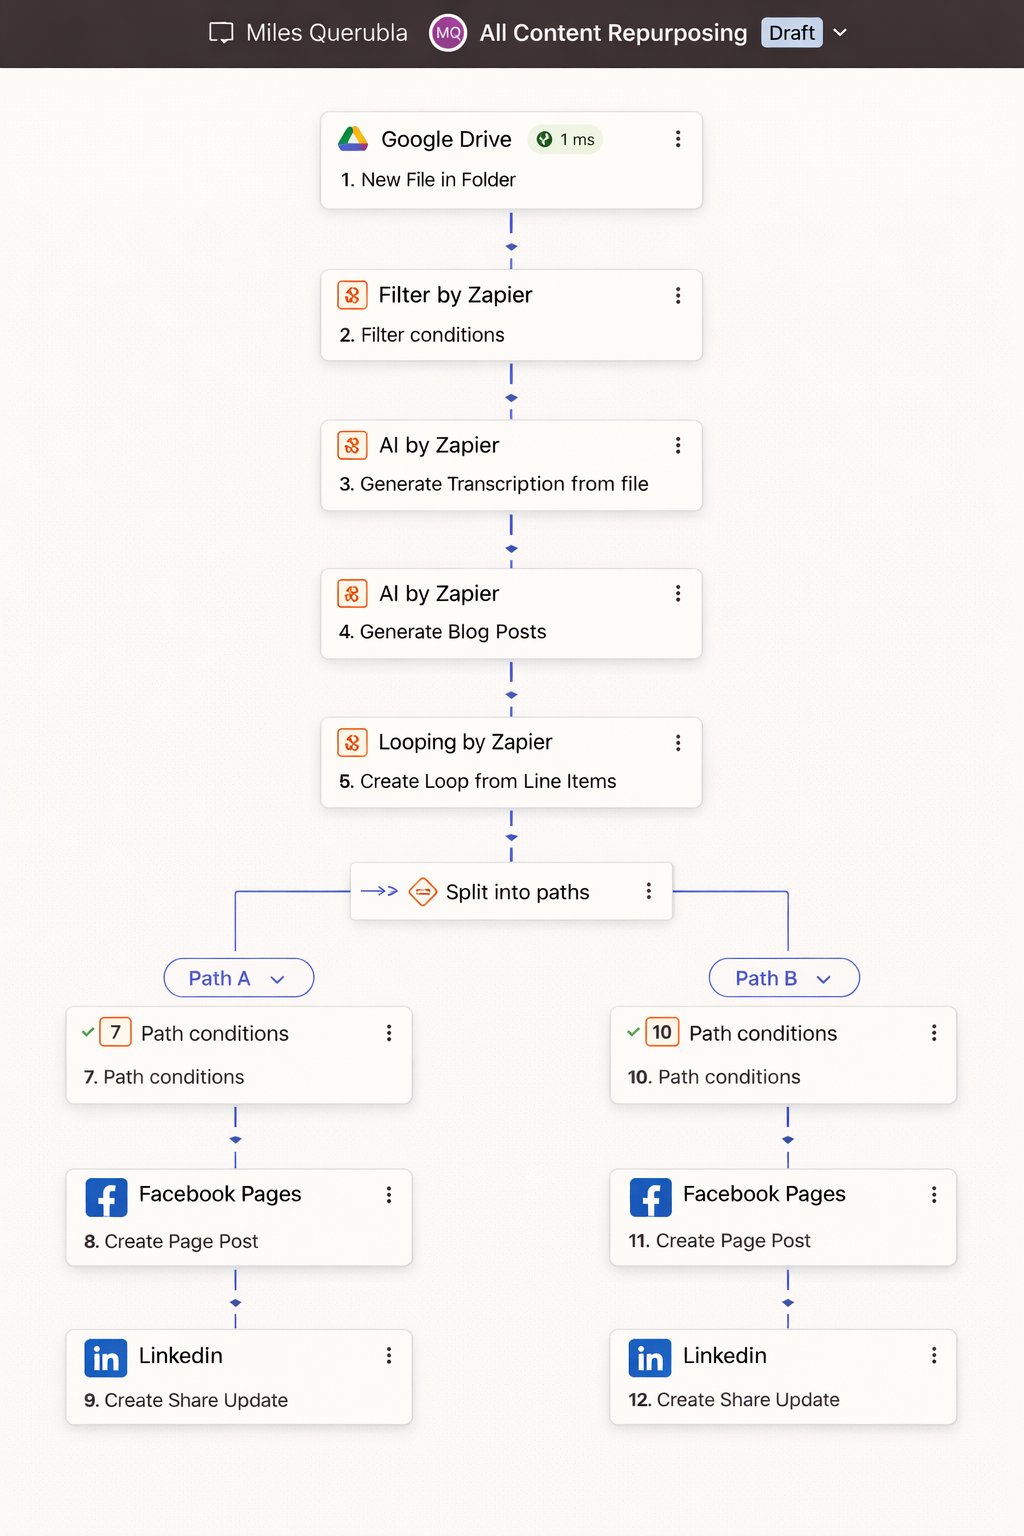 Miles Querubla MQ All Content Repurposing Draft
Google Drive 1 ms
1. New File in Folder
Filter by Zapier
2. Filter conditions
AI by Zapier
3. Generate Transcription from file
AI by Zapier
4. Generate Blog Posts
Looping by Zapier
5. Create Loop from Line Items
Split into paths
Path A
Path B
7 Path conditions
7. Path conditions
10 Path conditions
10. Path conditions
Facebook Pages
8. Create Page Post
Facebook Pages
11. Create Page Post
in Linkedin
9. Create Share Update
in Linkedin
12. Create Share Update